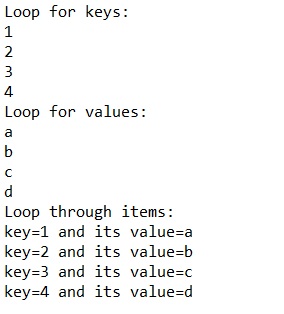 Loop for keys:
1
2
3
4
Loop for values:
a
b
c
d
Loop through items:
key=1 and its value=a
key=2 and its value=b
key=3 and its value=c
key=4 and its value=d